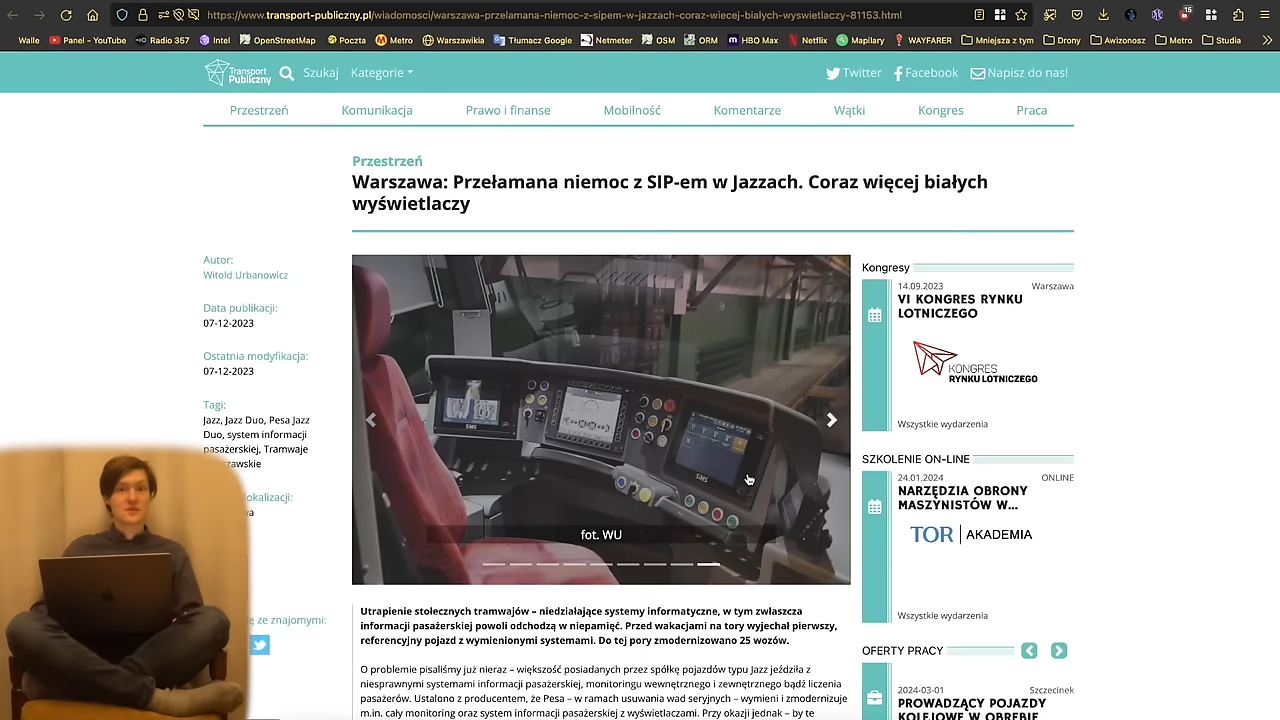 https://www.transport-publiczny.pl/wiadomosci/warszawa-przelamana-niemoc-z-sipem-w-jazzach-coraz-wiecej-bialych-wyswietlaczy-81153.html
15
Walle Panel - YouTube Radio 357 Intel OpenStreetMap Poczta Metro Warszawikia Tłumacz Google Netmeter OSM ORM HBO Max Netflix Mapilary WAYFARER Mniejsza z tym Drony Awizonosz Metro Studia
Transport Publiczny Szukaj Kategorie Twitter Facebook Napisz do nas!
Przestrzeń Komunikacja Prawo i finanse Mobilność Komentarze Wątki Kongres Praca
Przestrzeń
Warszawa: Przełamana niemoc z SIP-em w Jazzach. Coraz więcej białych
wyświetlaczy
Autor:
Witold Urbanowicz
Data publikacji:
07-12-2023
Ostatnia modyfikacja:
07-12-2023
Tagi:
Jazz, Jazz Duo, Pesa Jazz
Duo, system informacji
pasażerskiej, Tramwaje
zawskie
lokalizacji:
wa
ę ze znajomymi:
SIMS
SIMS
fot. WU
Utrapienie stołecznych tramwajów – niedziałające systemy informatyczne, w tym zwłaszcza
informacji pasażerskiej powoli odchodzą w niepamięć. Przed wakacjami na tory wyjechał pierwszy,
referencyjny pojazd z wymienionymi systemami. Do tej pory zmodernizowano 25 wozów.
O problemie pisaliśmy już nieraz – większość posiadanych przez spółkę pojazdów typu Jazz jeździła z
niesprawnymi systemami informacji pasażerskiej, monitoringu wewnętrznego i zewnętrznego bądź liczenia
pasażerów. Ustalono z producentem, że Pesa – w ramach usuwania wad seryjnych – wymieni i zmodernizuje
m.in. cały monitoring oraz system informacji pasażerskiej z wyświetlaczami. Przy okazji jednak – by te
Kongresy
14.09.2023 Warszawa
VI KONGRES RYNKU
LOTNICZEGO
KONGRES
RYNKU LOTNICZEGO
Wszystkie wydarzenia
SZKOLENIE ON-LINE
24.01.2024 ONLINE
NARZĘDZIA OBRONY
MASZYNISTÓW W...
TOR AKADEMIA
Wszystkie wydarzenia
OFERTY PRACY
2024-03-01 Szczecinek
PROWADZĄCY POJAZDY
KOLEJOWE W OBRĘBIE